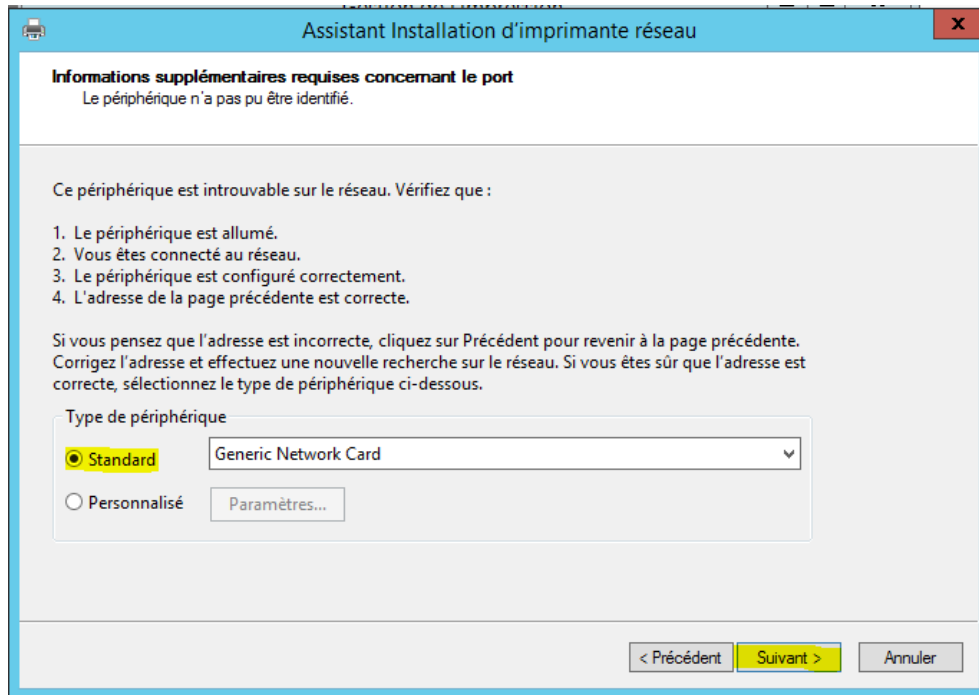 Assistant Installation d'imprimante réseau
x
Informations supplémentaires requises concernant le port
Le périphérique n'a pas pu être identifié.
Ce périphérique est introuvable sur le réseau. Vérifiez que :
1. Le périphérique est allumé.
2. Vous êtes connecté au réseau.
3. Le périphérique est configuré correctement.
4. L'adresse de la page précédente est correcte.
Si vous pensez que l'adresse est incorrecte, cliquez sur Précédent pour revenir à la page précédente.
Corrigez l'adresse et effectuez une nouvelle recherche sur le réseau. Si vous êtes sûr que l'adresse est
correcte, sélectionnez le type de périphérique ci-dessous.
Type de périphérique
Standard Generic Network Card
Personnalisé Paramètres...
< Précédent Suivant > Annuler